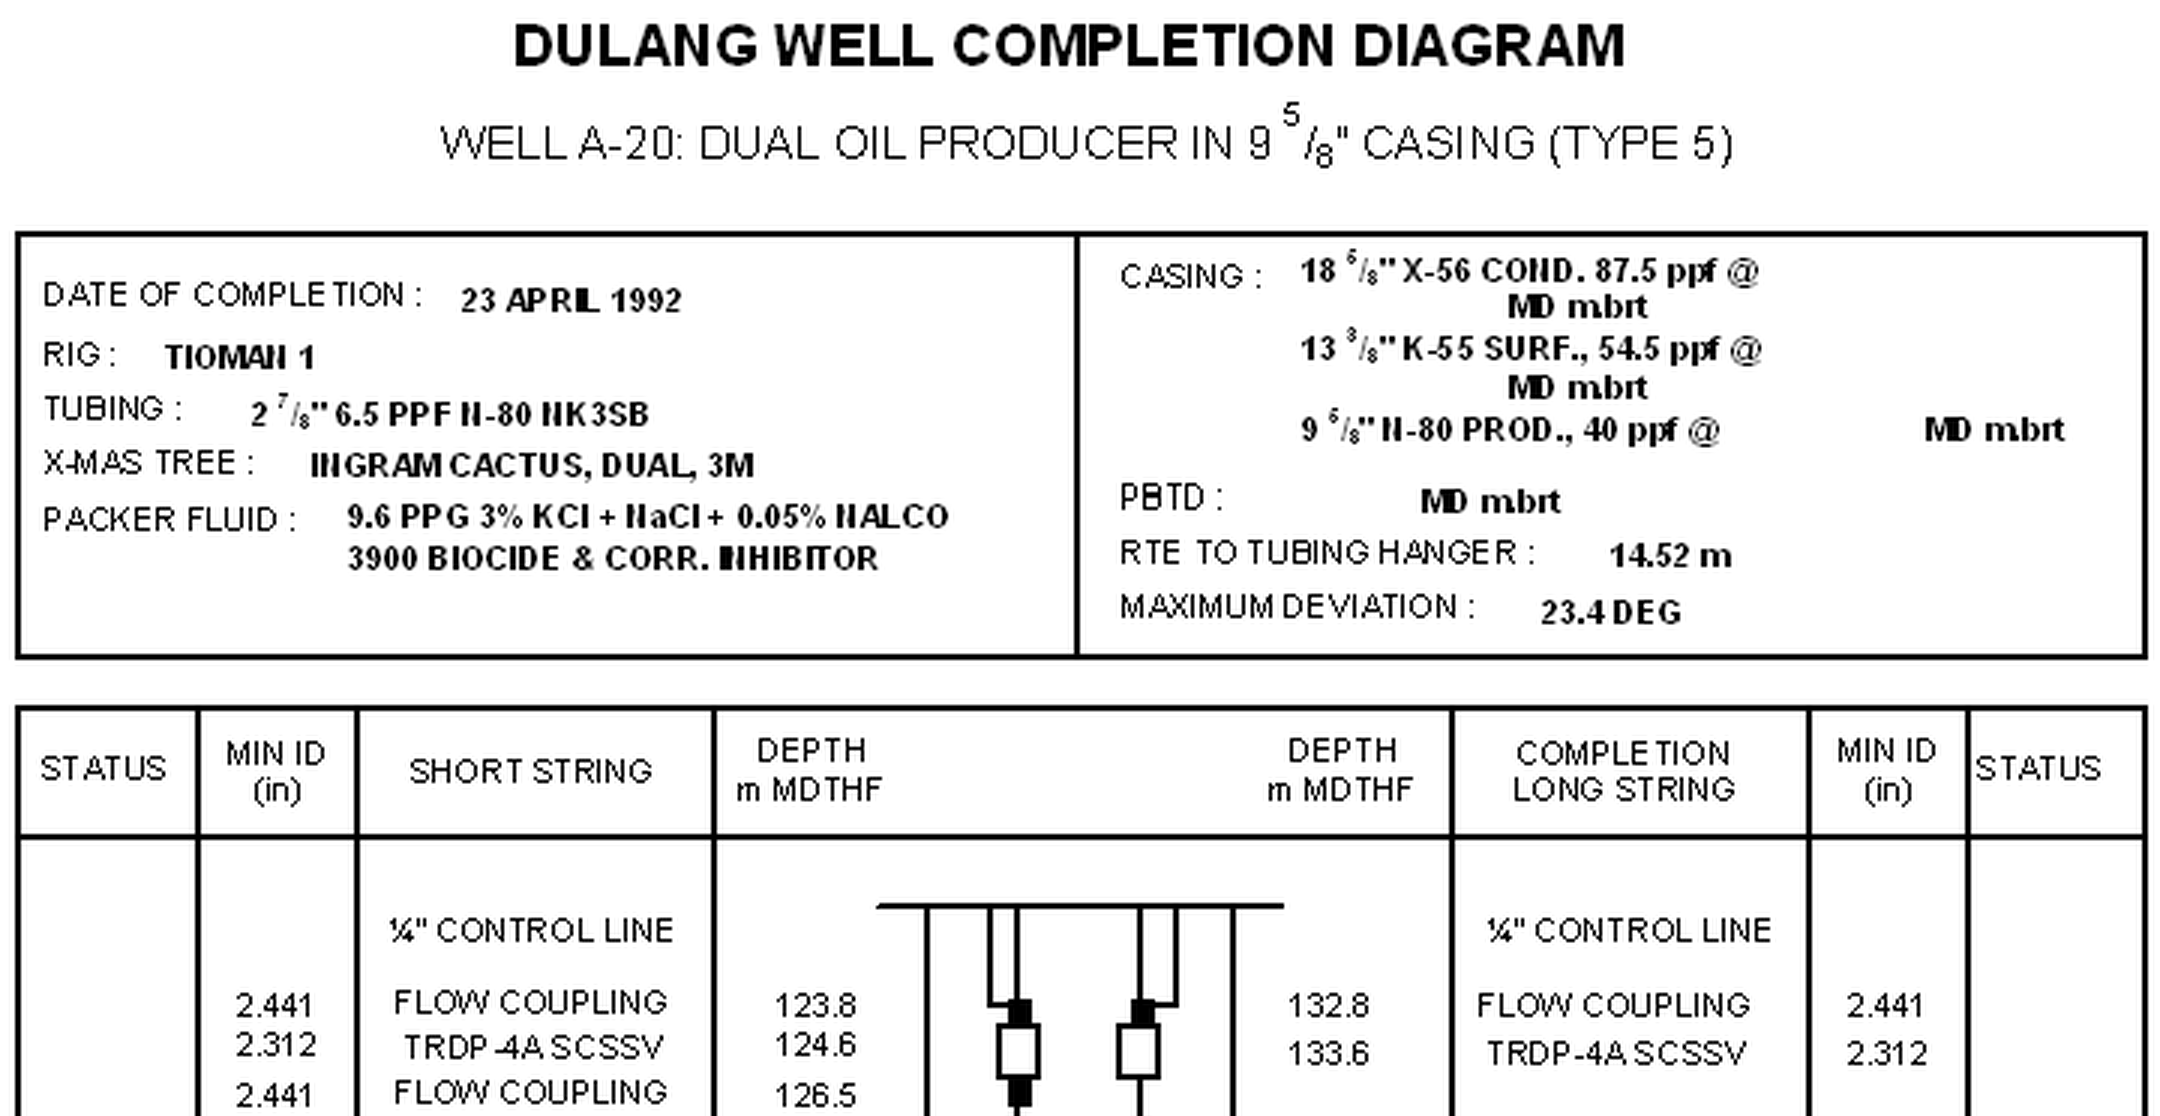 DULANG WELL COMPLETION DIAGRAM
WELL A-20: DUAL OIL PRODUCER IN 9 5/8" CASING (TYPE 5)
DATE OF COMPLETION : 23 APRIL 1992
RIG : TIOMAN 1
TUBING : 2 7/8" 6.5 PPF N-80 NK3SB
X-MAS TREE : INGRAM CACTUS, DUAL, 3M
PACKER FLUID : 9.6 PPG 3% KCl + NaCl + 0.05% NALCO
3900 BIOCIDE & CORR. INHIBITOR
CASING : 18 5/8" X-56 COND. 87.5 ppf @
MD m.brt
13 3/8" K-55 SURF., 54.5 ppf @
MD m.brt
9 5/8" N-80 PROD., 40 ppf @ MD m.brt
PBTD : MD m.brt
RTE TO TUBING HANGER : 14.52 m
MAXIMUM DEVIATION : 23.4 DEG
STATUS
MIN ID
(in)
SHORT STRING
DEPTH
m MDTHF
DEPTH
m MDTHF
COMPLETION
LONG STRING
MIN ID
(in)
STATUS
¼" CONTROL LINE ¼" CONTROL LINE
2.441 FLOW COUPLING 123.8 132.8 FLOW COUPLING 2.441
2.312 TRDP-4A SCSSV 124.6 133.6 TRDP-4A SCSSV 2.312
2.441 FLOW COUPLING 126.5